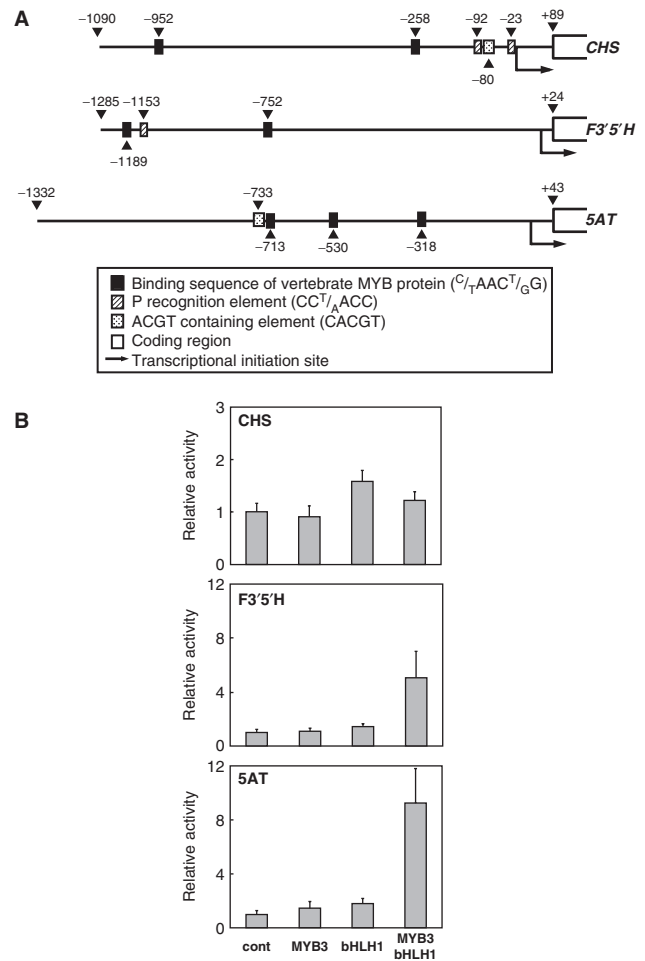 A
−1090 −952 −258 −92 −23 +89
CHS
−80
−1285 −1153 −752 +24
F3′5′H
−1189
−1332 −733 +43
5AT
−713 −530 −318
Binding sequence of vertebrate MYB protein (C/TAACT/GG)
P recognition element (CCT/AACC)
ACGT containing element (CACGT)
Coding region
Transcriptional initiation site
B
CHS
Relative activity
3
2
1
0
F3′5′H
Relative activity
12
8
4
0
5AT
Relative activity
12
8
4
0
cont MYB3 bHLH1 MYB3
bHLH1